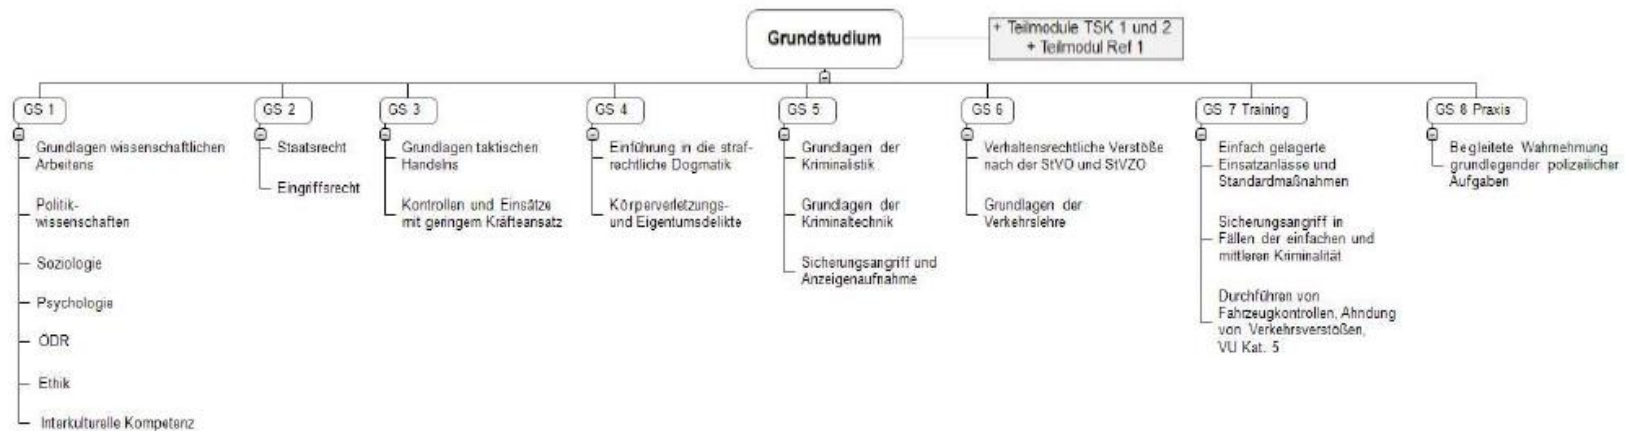 Grundstudium
+ Teilmodule TSK 1 und 2
+ Teilmodul Ref 1
GS 1
Grundlagen wissenschaftlichen
Arbeitens
Politik-
wissenschaften
Soziologie
Psychologie
ÖDR
Ethik
Interkulturelle Kompetenz
GS 2
Staatsrecht
Eingriffsrecht
GS 3
Grundlagen taktischen
Handelns
Kontrollen und Einsätze
mit geringem Kräfteansatz
GS 4
Einführung in die straf-
rechtliche Dogmatik
Körperverletzungs-
und Eigentumsdelikte
GS 5
Grundlagen der
Kriminalistik
Grundlagen der
Kriminaltechnik
Sicherungsangriff und
Anzeigenaufnahme
GS 6
Verhaltensrechtliche Verstöße
nach der StVO und StVZO
Grundlagen der
Verkehrslehre
GS 7 Training
Einfach gelagerte
Einsatzanlässe und
Standardmaßnahmen
Sicherungsangriff in
Fällen der einfachen und
mittleren Kriminalität
Durchführen von
Fahrzeugkontrollen, Ahndung
von Verkehrsverstößen,
VU Kat. 5
GS 8 Praxis
Begleitete Wahrnehmung
grundlegender polizeilicher
Aufgaben